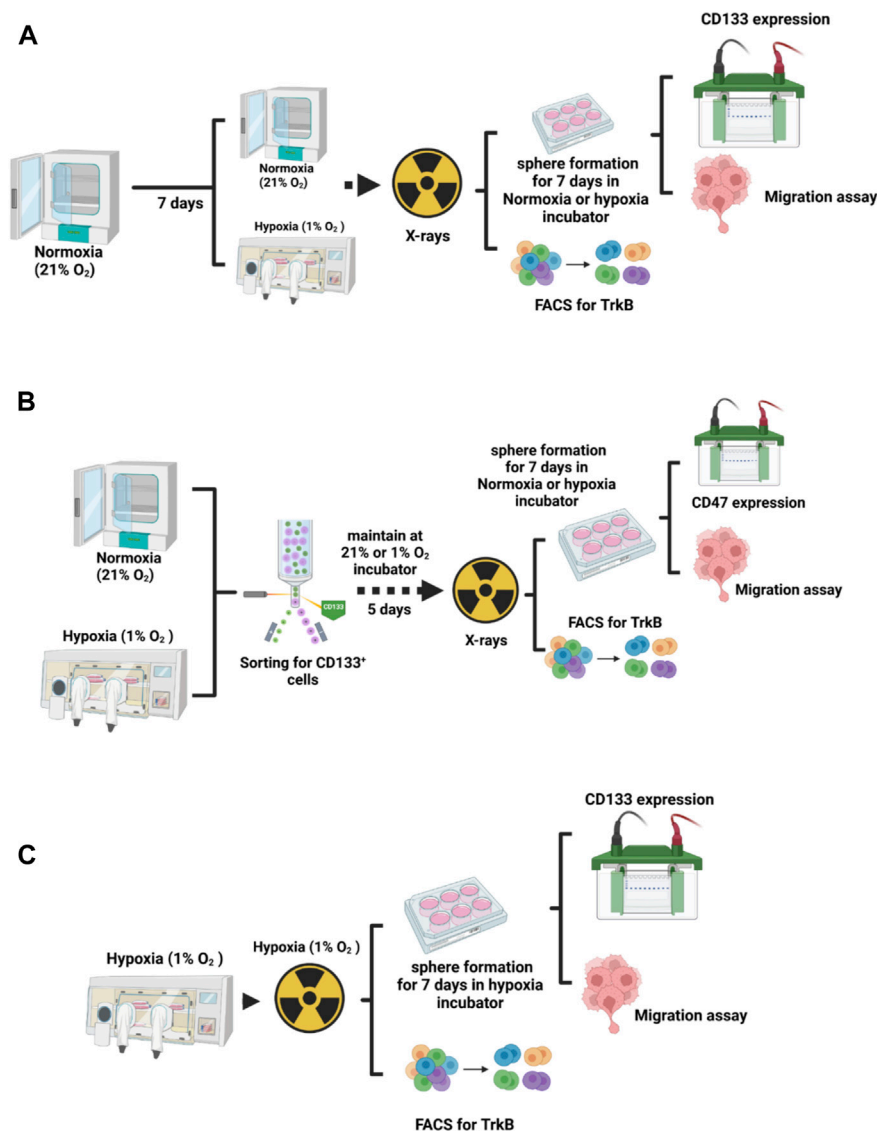 A
CD133 expression
Normoxia
(21% O₂)
7 days
Normoxia
(21% O₂)
Hypoxia (1% O₂ )
X-rays
sphere formation
for 7 days in
Normoxia or hypoxia
incubator
FACS for TrkB
Migration assay
B
Normoxia
(21% O₂)
Hypoxia (1% O₂ )
CD133
Sorting for CD133⁺
cells
maintain at
21% or 1% O₂
incubator
5 days
X-rays
sphere formation
for 7 days in
Normoxia or hypoxia
incubator
FACS for TrkB
CD47 expression
Migration assay
C
Hypoxia (1% O₂ )
Hypoxia (1% O₂ )
sphere formation
for 7 days in hypoxia
incubator
FACS for TrkB
CD133 expression
Migration assay